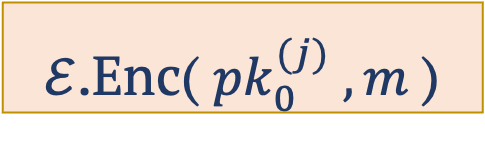 ℰ.Enc( pk₀⁽ʲ⁾ , m )